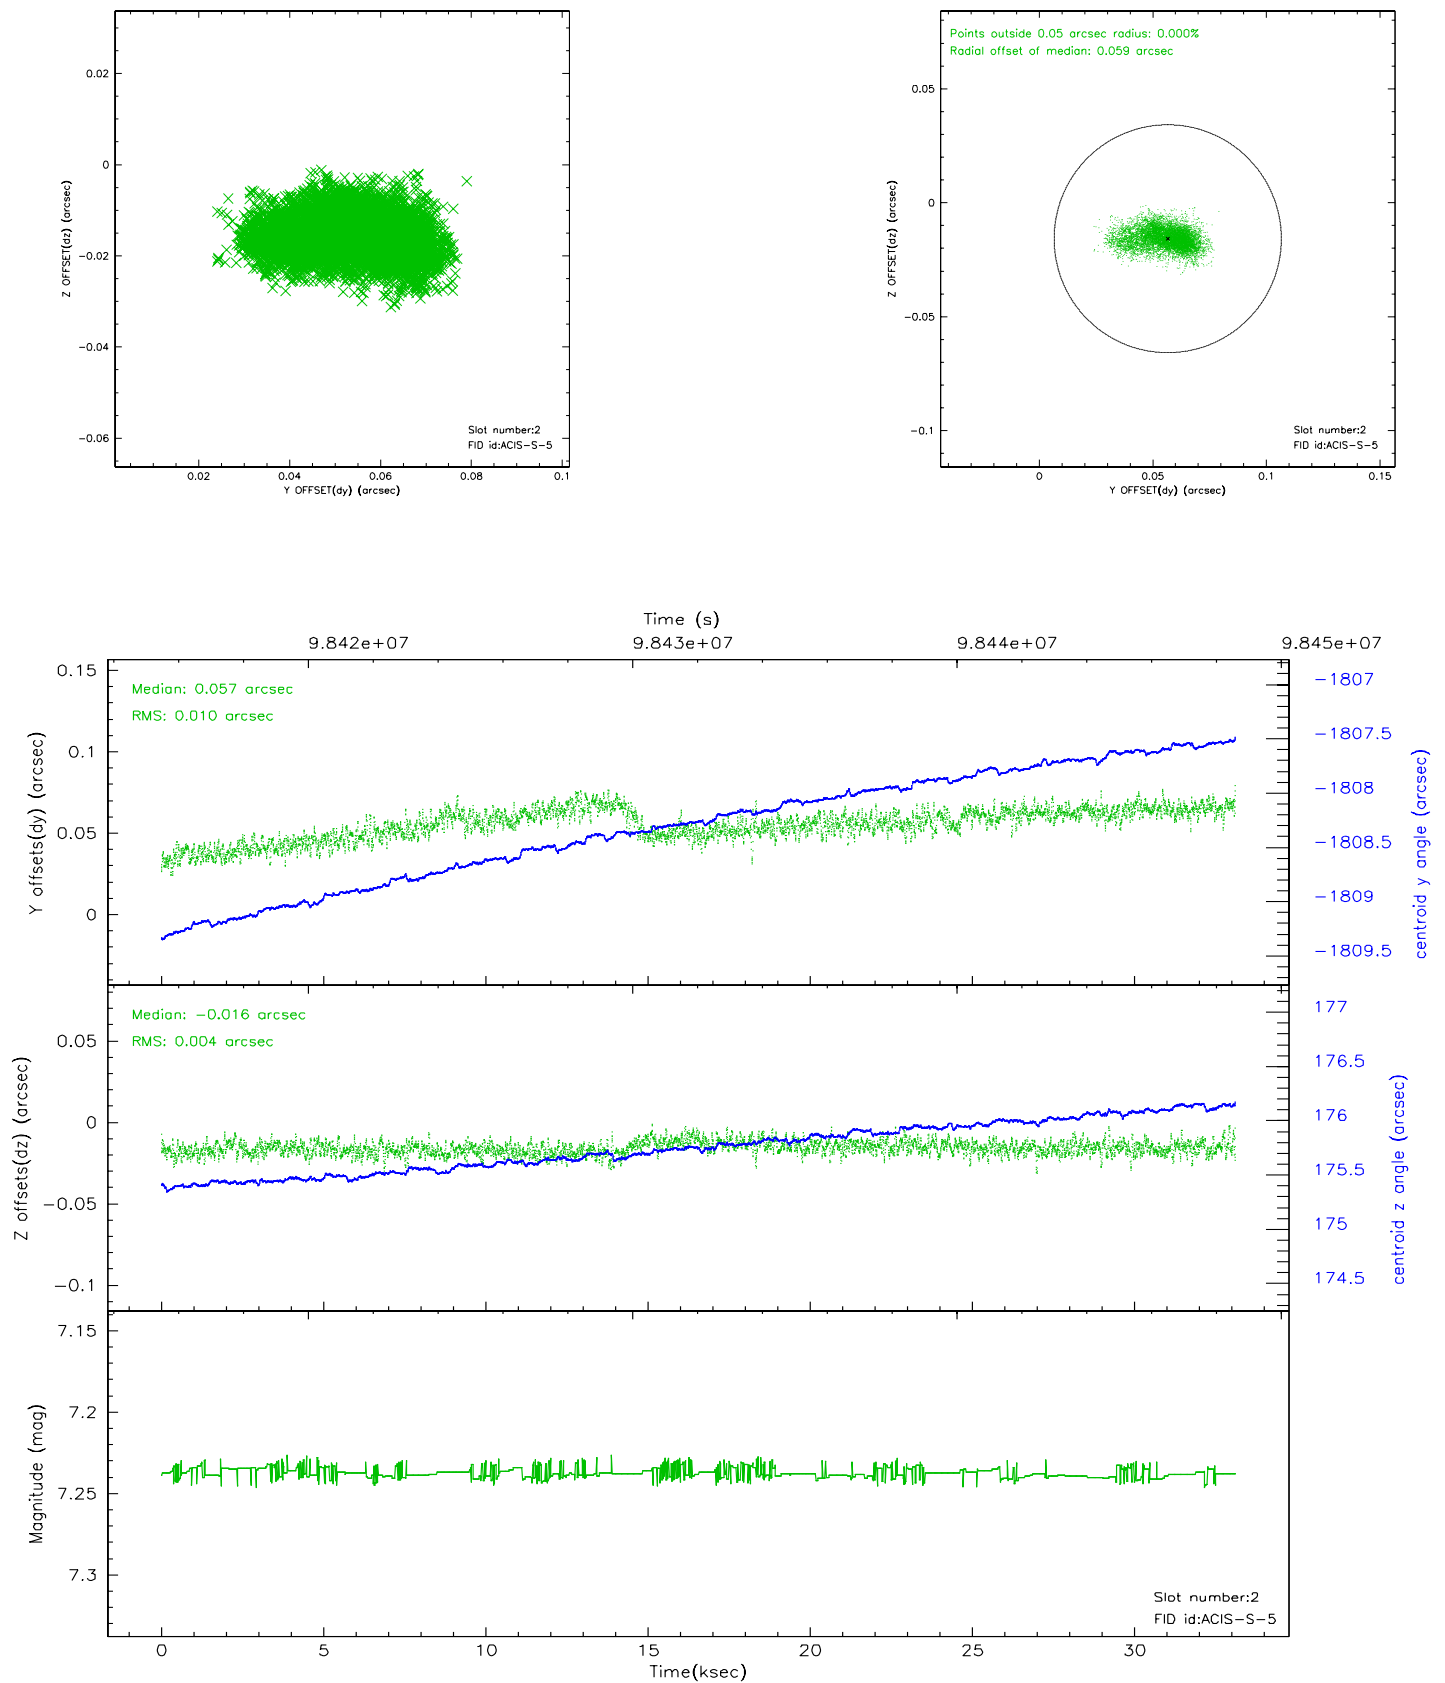 0.02
0
-0.02
-0.04
-0.06
Z OFFSET(dz) (arcsec)
Slot number:2
FID id:ACIS-S-5
0.02 0.04 0.06 0.08 0.1
Y OFFSET(dy) (arcsec)
Points outside 0.05 arcsec radius: 0.000%
Radial offset of median: 0.059 arcsec
0.05
0
-0.05
-0.1
Z OFFSET(dz) (arcsec)
Slot number:2
FID id:ACIS-S-5
0 0.05 0.1 0.15
Y OFFSET(dy) (arcsec)
Time (s)
9.842e+07 9.843e+07 9.844e+07 9.845e+07
Median: 0.057 arcsec
RMS: 0.010 arcsec
0.15
0.1
0.05
0
Y offsets(dy) (arcsec)
-1807
-1807.5
-1808
-1808.5
-1809
-1809.5
centroid y angle (arcsec)
Median: -0.016 arcsec
RMS: 0.004 arcsec
0.05
0
-0.05
-0.1
Z offsets(dz) (arcsec)
177
176.5
176
175.5
175
174.5
centroid z angle (arcsec)
7.15
7.2
7.25
7.3
Magnitude (mag)
Slot number:2
FID id:ACIS-S-5
0 5 10 15 20 25 30
Time(ksec)